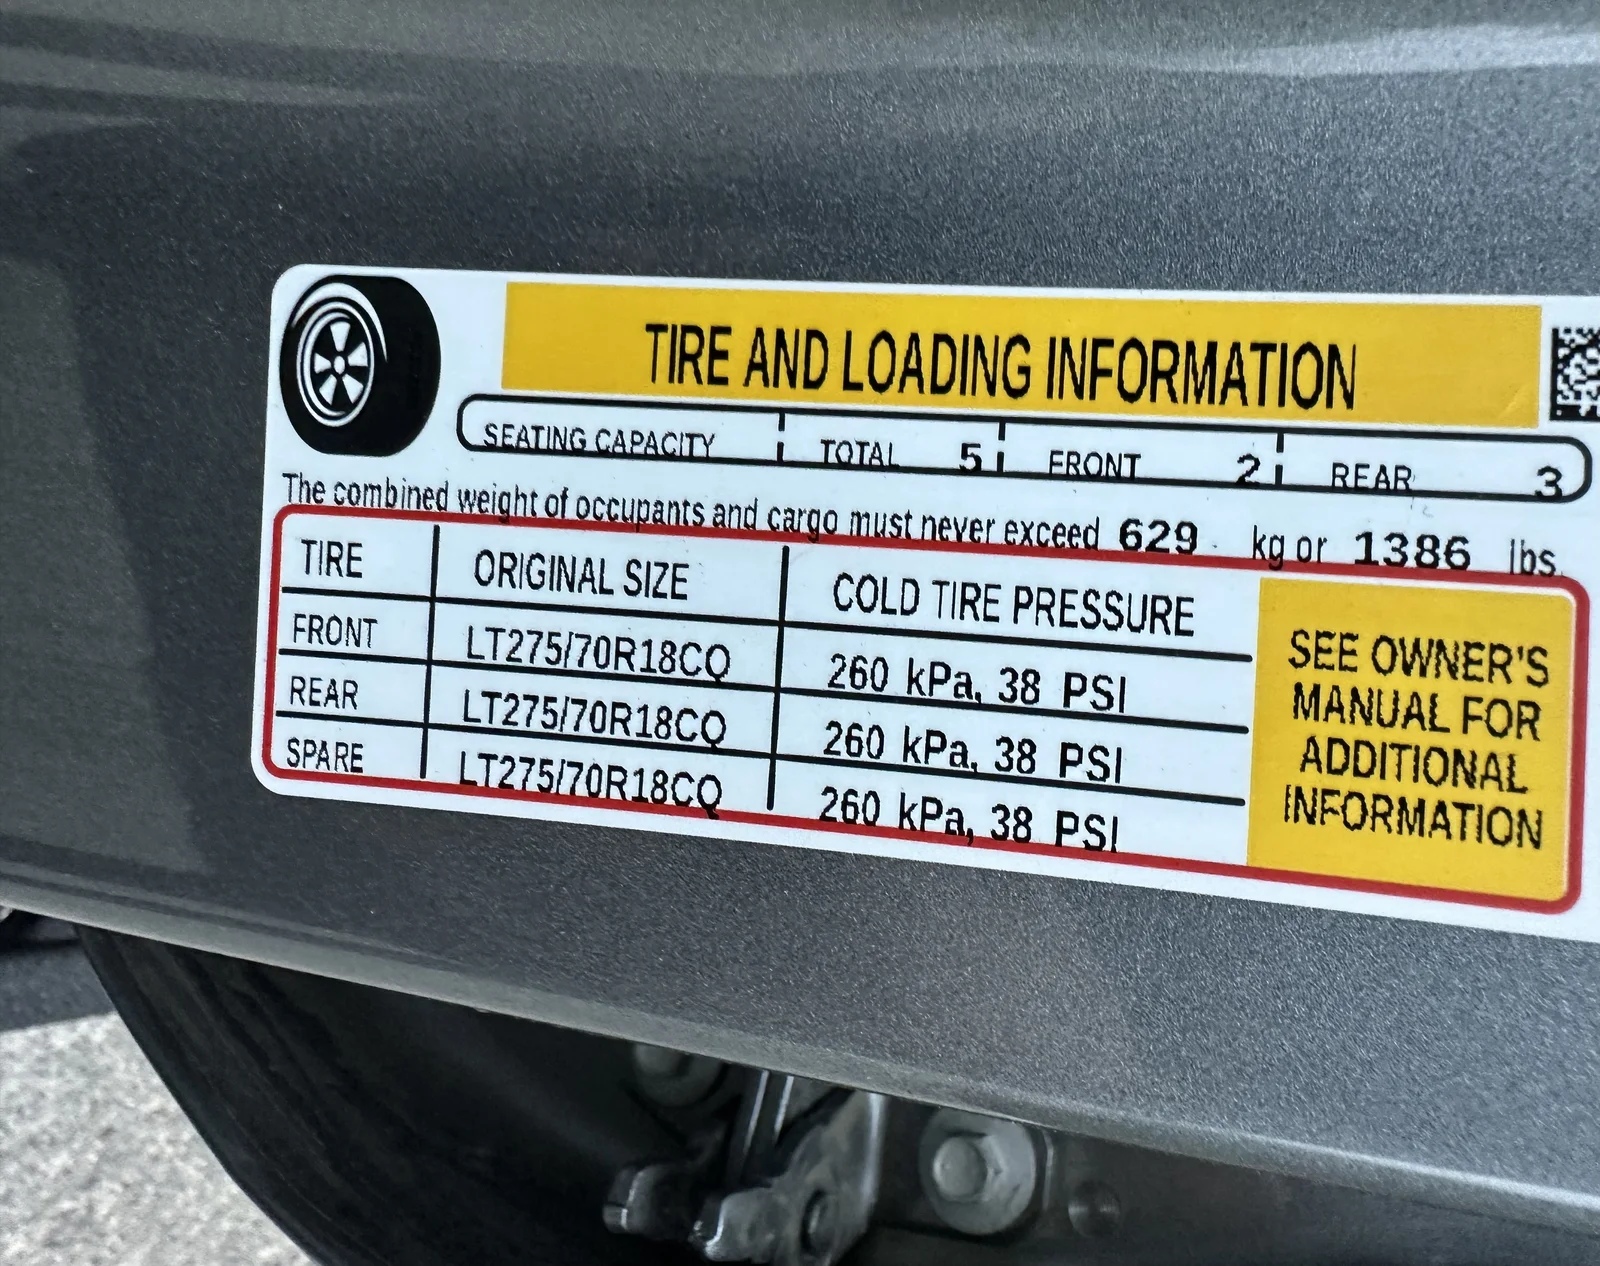 TIRE AND LOADING INFORMATION
SEATING CAPACITY TOTAL 5 FRONT 2 REAR 3
The combined weight of occupants and cargo must never exceed 629 kg or 1386 lbs.
TIRE ORIGINAL SIZE COLD TIRE PRESSURE
FRONT LT275/70R18CQ 260 kPa, 38 PSI
REAR LT275/70R18CQ 260 kPa, 38 PSI
SPARE LT275/70R18CQ 260 kPa, 38 PSI
SEE OWNER'S
MANUAL FOR
ADDITIONAL
INFORMATION